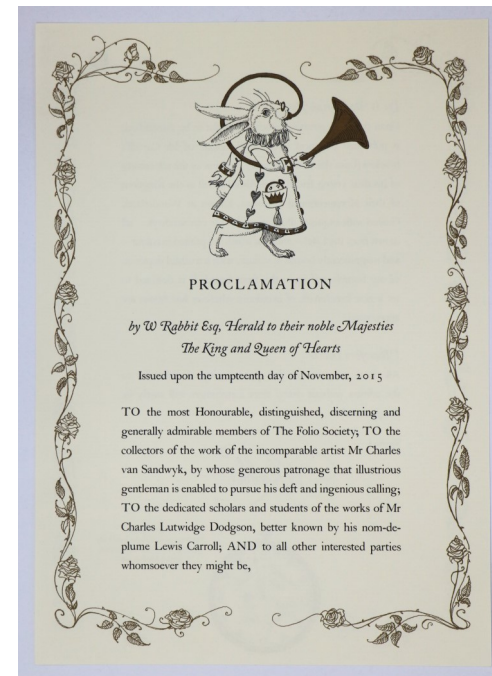 PROCLAMATION
by W Rabbit Esq, Herald to their noble Majesties
The King and Queen of Hearts
Issued upon the umpteenth day of November, 2015
TO the most Honourable, distinguished, discerning and
generally admirable members of The Folio Society; TO the
collectors of the work of the incomparable artist Mr Charles
van Sandwyk, by whose generous patronage that illustrious
gentleman is enabled to pursue his deft and ingenious calling;
TO the dedicated scholars and students of the works of Mr
Charles Lutwidge Dodgson, better known by his nom-de-
plume Lewis Carroll; AND to all other interested parties
whomsoever they might be,